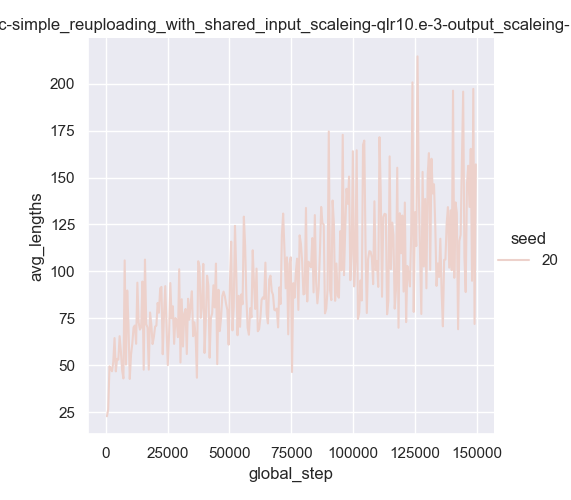 c-simple_reuploading_with_shared_input_scaleing-qlr10.e-3-output_scaleing-
200
175
150
125
100
75
50
25
avg_lengths
0 25000 50000 75000 100000 125000 150000
global_step
seed
20